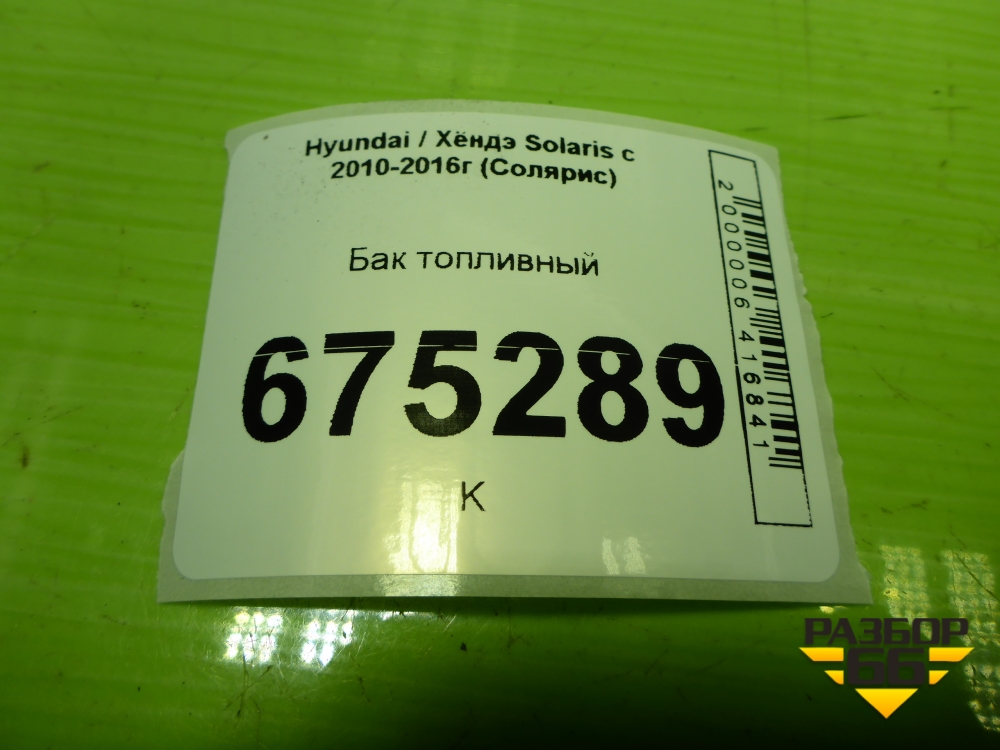 Hyundai / Хёндэ Solaris с
2010-2016г (Солярис)
Бак топливный
675289
К
2000006416841
РАЗБОР
66